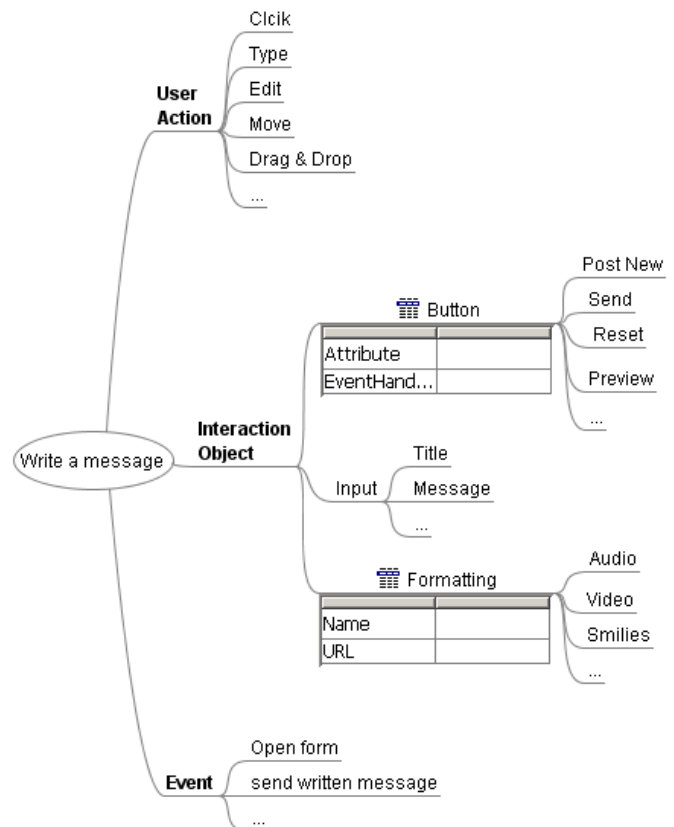 Clcik
Type
Edit
Move
Drag & Drop
...
User
Action
Write a message
Interaction
Object
Button
Attribute
EventHand...
Post New
Send
Reset
Preview
...
Input
Title
Message
...
Formatting
Name
URL
Audio
Video
Smilies
...
Event
Open form
send written message
...